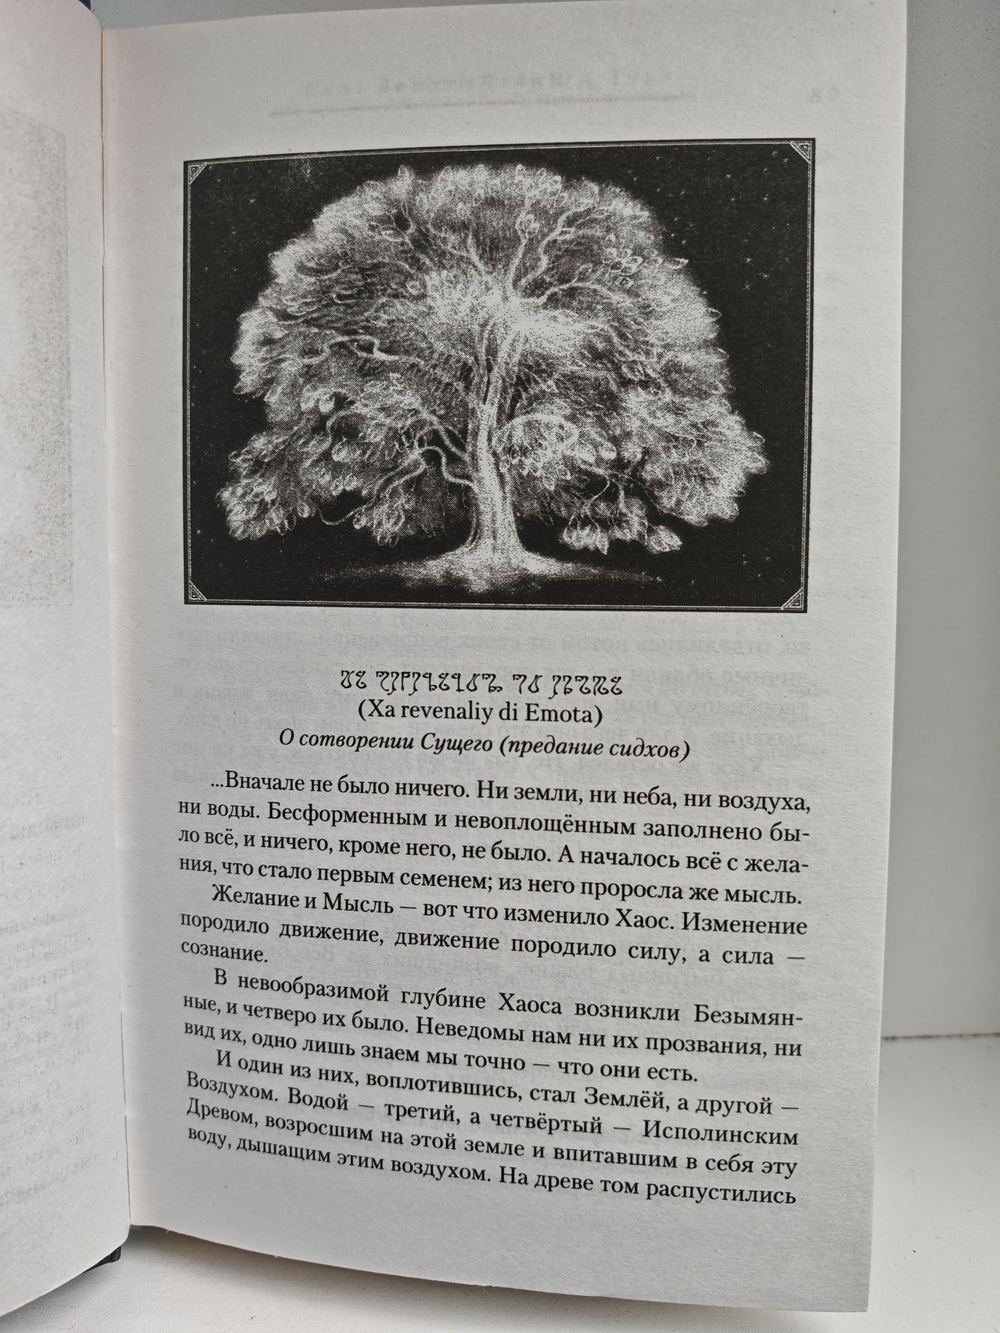 (Xa revenaliy di Emota)
О сотворении Сущего (предание сидхов)
...Вначале не было ничего. Ни земли, ни неба, ни воздуха,
ни воды. Бесформенным и невоплощённым заполнено бы-
ло всё, и ничего, кроме него, не было. А началось всё с жела-
ния, что стало первым семенем; из него проросла же мысль.
Желание и Мысль — вот что изменило Хаос. Изменение
породило движение, движение породило силу, а сила —
сознание.
В невообразимой глубине Хаоса возникли Безымян-
ные, и четверо их было. Неведомы нам ни их прозвания, ни
вид их, одно лишь знаем мы точно — что они есть.
И один из них, воплотившись, стал Землёй, а другой —
Воздухом. Водой — третий, а четвёртый — Исполинским
Древом, возросшим на этой земле и впитавшим в себя эту
воду, дышащим этим воздухом. На древе том распустились